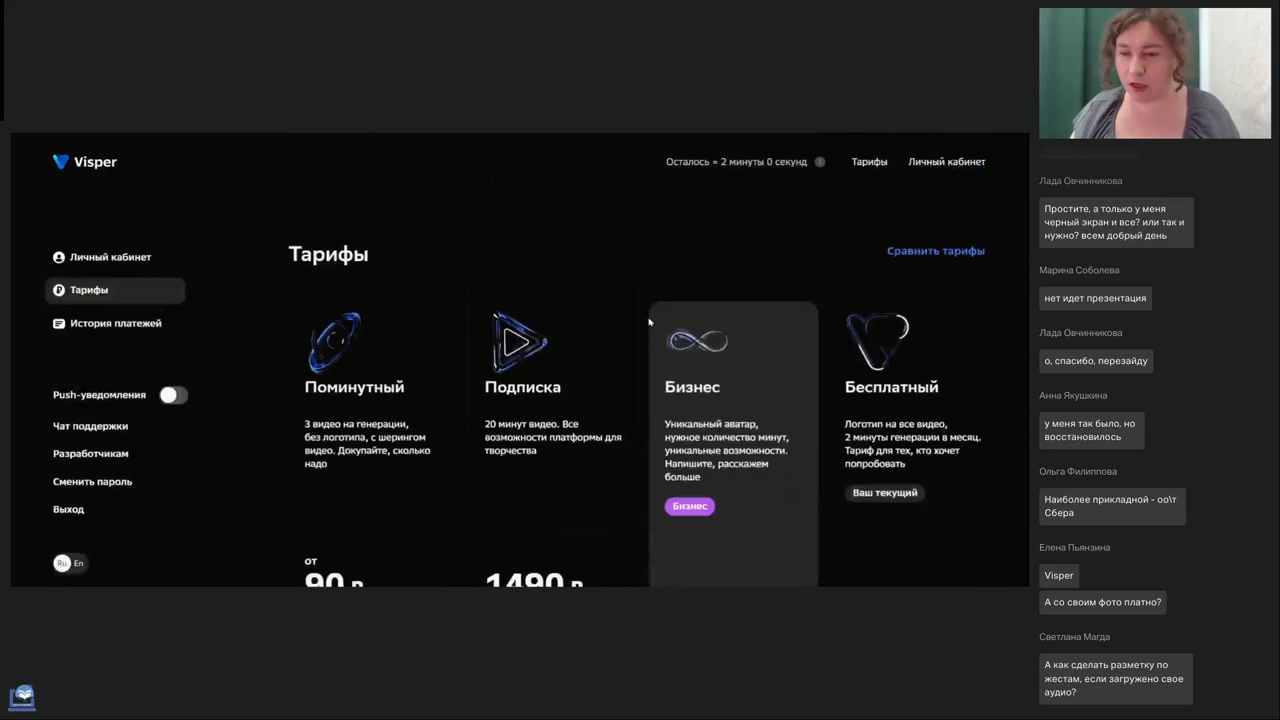 Visper
Осталось ≈ 2 минуты 0 секунд
Тарифы
Личный кабинет
Личный кабинет
Тарифы
История платежей
Push-уведомления
Чат поддержки
Разработчикам
Сменить пароль
Выход
Ru En
Тарифы
Сравнить тарифы
Поминутный
3 видео на генерации,
без логотипа, с шерингом
видео. Докупайте, сколько
надо
от
90 р
Подписка
20 минут видео. Все
возможности платформы для
творчества
1490 р
Бизнес
Уникальный аватар,
нужное количество минут,
уникальные возможности.
Напишите, расскажем
больше
Бизнес
Бесплатный
Логотип на все видео,
2 минуты генерации в месяц.
Тариф для тех, кто хочет
попробовать
Ваш текущий
Лада Овчинникова
Простите, а только у меня
черный экран и все? или так и
нужно? всем добрый день
Марина Соболева
нет идет презентация
Лада Овчинникова
о, спасибо, перезайду
Анна Якушкина
у меня так было, но
восстановилось
Ольга Филиппова
Наиболее прикладной - оо\т
Сбера
Елена Пьянзина
Visper
А со своим фото платно?
Светлана Магда
А как сделать разметку по
жестам, если загружено свое
аудио?